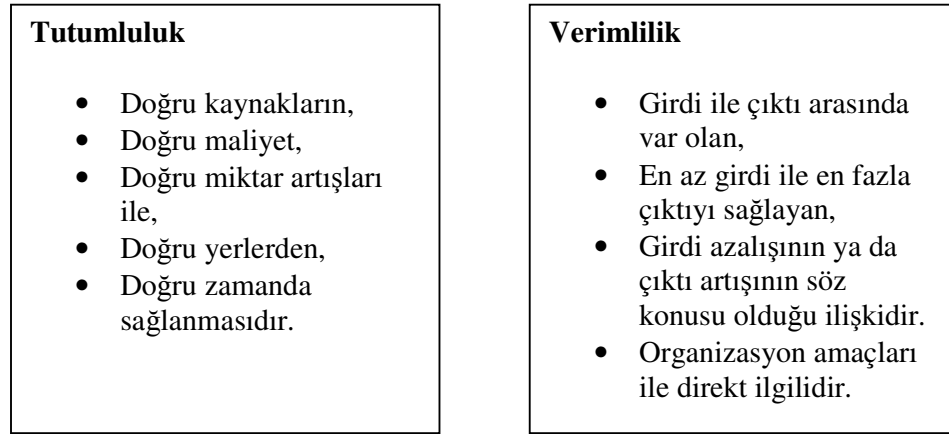 Tutumluluk
• Doğru kaynakların,
• Doğru maliyet,
• Doğru miktar artışları
ile,
• Doğru yerlerden,
• Doğru zamanda
sağlanmasıdır.
Verimlilik
• Girdi ile çıktı arasında
var olan,
• En az girdi ile en fazla
çıktıyı sağlayan,
• Girdi azalışının ya da
çıktı artışının söz
konusu olduğu ilişkidir.
• Organizasyon amaçları
ile direkt ilgilidir.